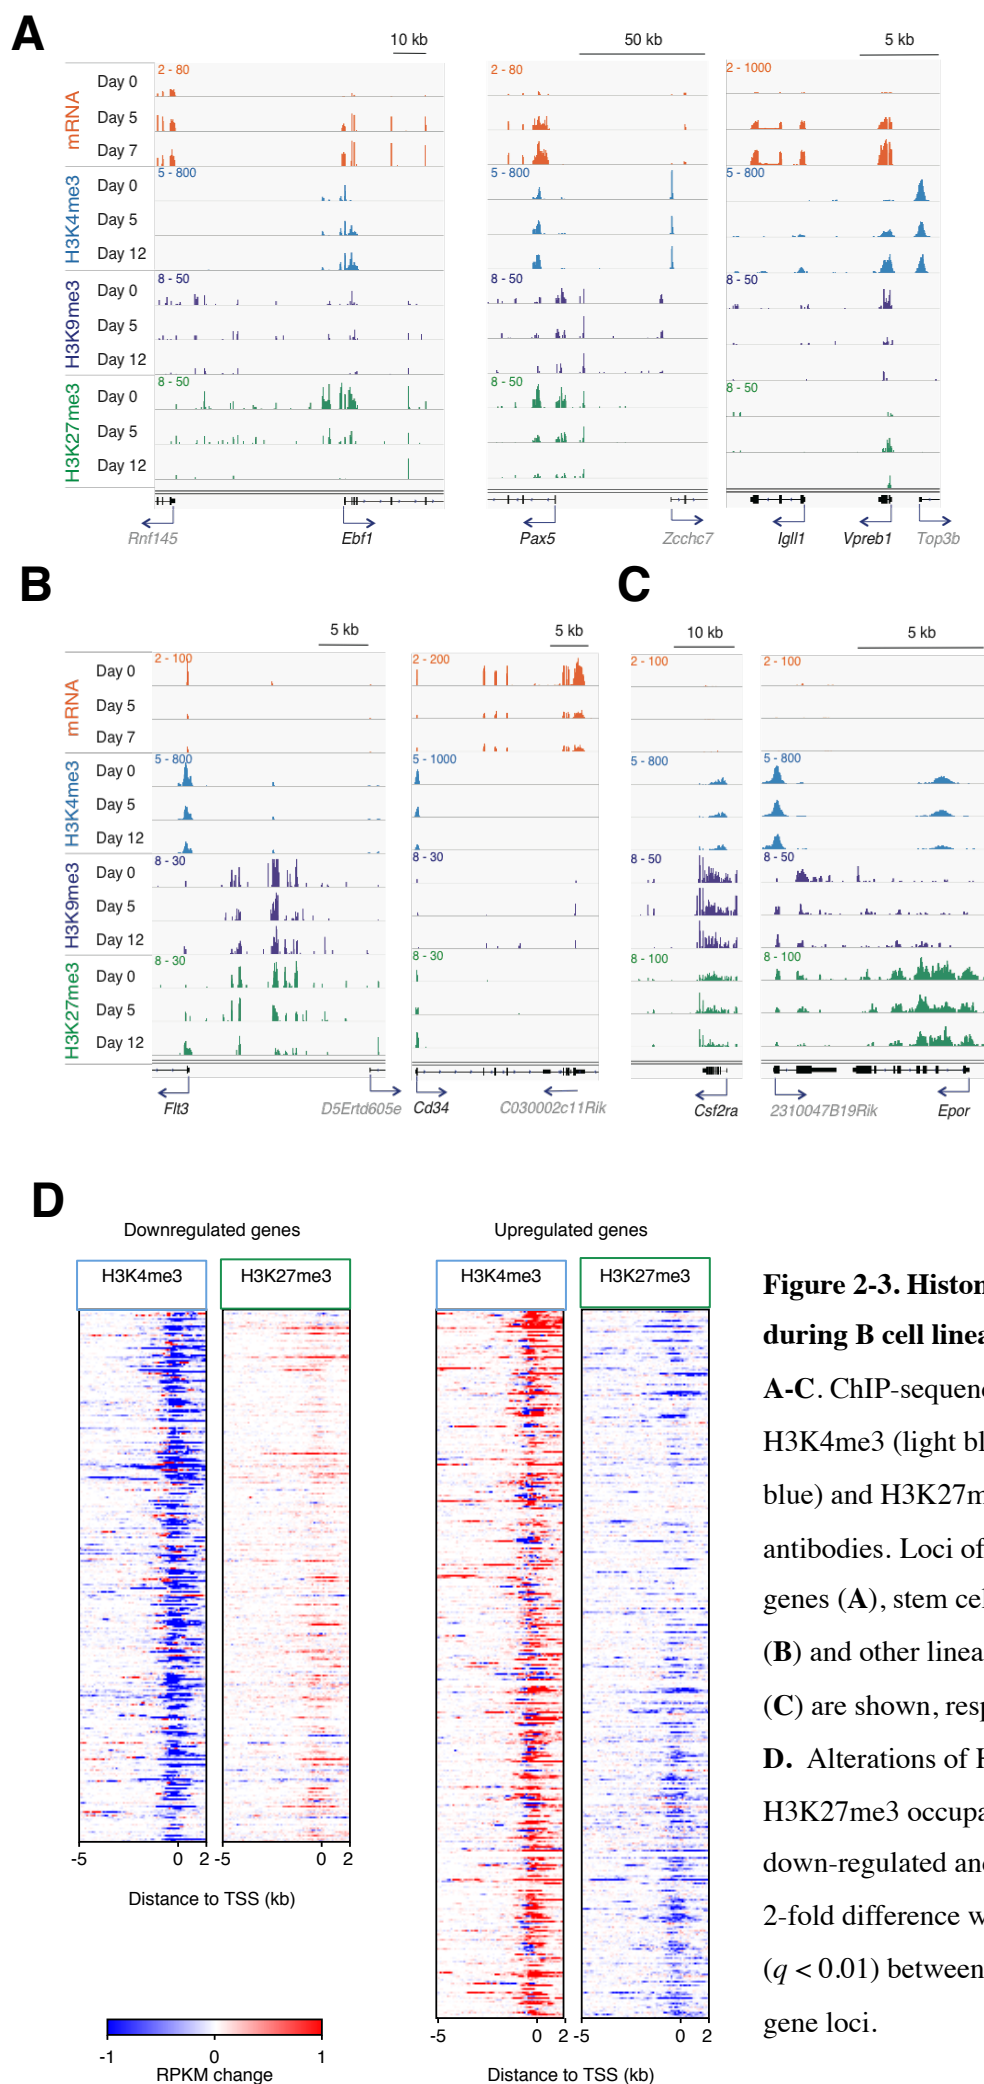 A
10 kb
50 kb
5 kb
mRNA
Day 0
Day 5
Day 7
2 - 80
2 - 80
2 - 1000
H3K4me3
Day 0
Day 5
Day 12
5 - 800
5 - 800
5 - 800
H3K9me3
Day 0
Day 5
Day 12
8 - 50
8 - 50
8 - 50
H3K27me3
Day 0
Day 5
Day 12
8 - 50
8 - 50
8 - 50
Rnf145
Ebf1
Pax5
Zcchc7
Igll1
Vpreb1
Top3b
B
5 kb
5 kb
mRNA
Day 0
Day 5
Day 7
2 - 100
2 - 200
H3K4me3
Day 0
Day 5
Day 12
5 - 800
5 - 1000
H3K9me3
Day 0
Day 5
Day 12
8 - 30
8 - 30
H3K27me3
Day 0
Day 5
Day 12
8 - 30
8 - 30
Flt3
D5Ertd605e
Cd34
C030002c11Rik
C
10 kb
5 kb
2 - 100
2 - 100
5 - 800
5 - 800
8 - 50
8 - 50
8 - 100
8 - 100
Csf2ra
2310047B19Rik
Epor
D
Downregulated genes
H3K4me3
H3K27me3
-5 0 2 -5 0 2
Distance to TSS (kb)
Upregulated genes
H3K4me3
H3K27me3
-5 0 2 -5 0 2
Distance to TSS (kb)
-1 0 1
RPKM change
Figure 2-3. Histon
during B cell linea
A-C. ChIP-sequenc
H3K4me3 (light bl
blue) and H3K27m
antibodies. Loci of
genes (A), stem cel
(B) and other linea
(C) are shown, resp
D. Alterations of H
H3K27me3 occupa
down-regulated and
2-fold difference w
(q < 0.01) between
gene loci.